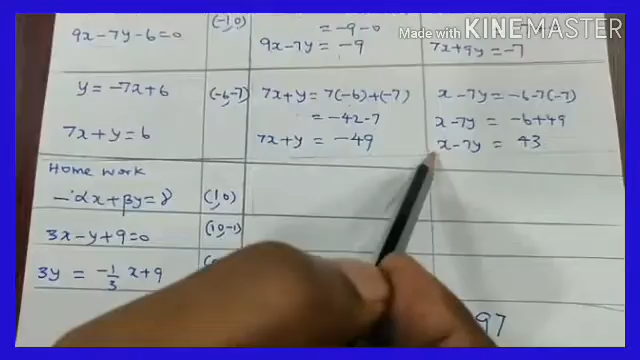 Made with KINEMASTER
9x-7y-6=0 (-1,0) = -9-0
9x-7y = -9 7x+9y = -7
y = -7x+6 (-6,-7) 7x+y = 7(-6)+(-7) x-7y = -6-7(-7)
= -42-7 x-7y = -6+49
7x+y=6 7x+y = -49 x-7y = 43
Home work
-αx+βy=γ (1,0)
3x-y+9=0 (10,-1)
3y = -1/3 x+9
97